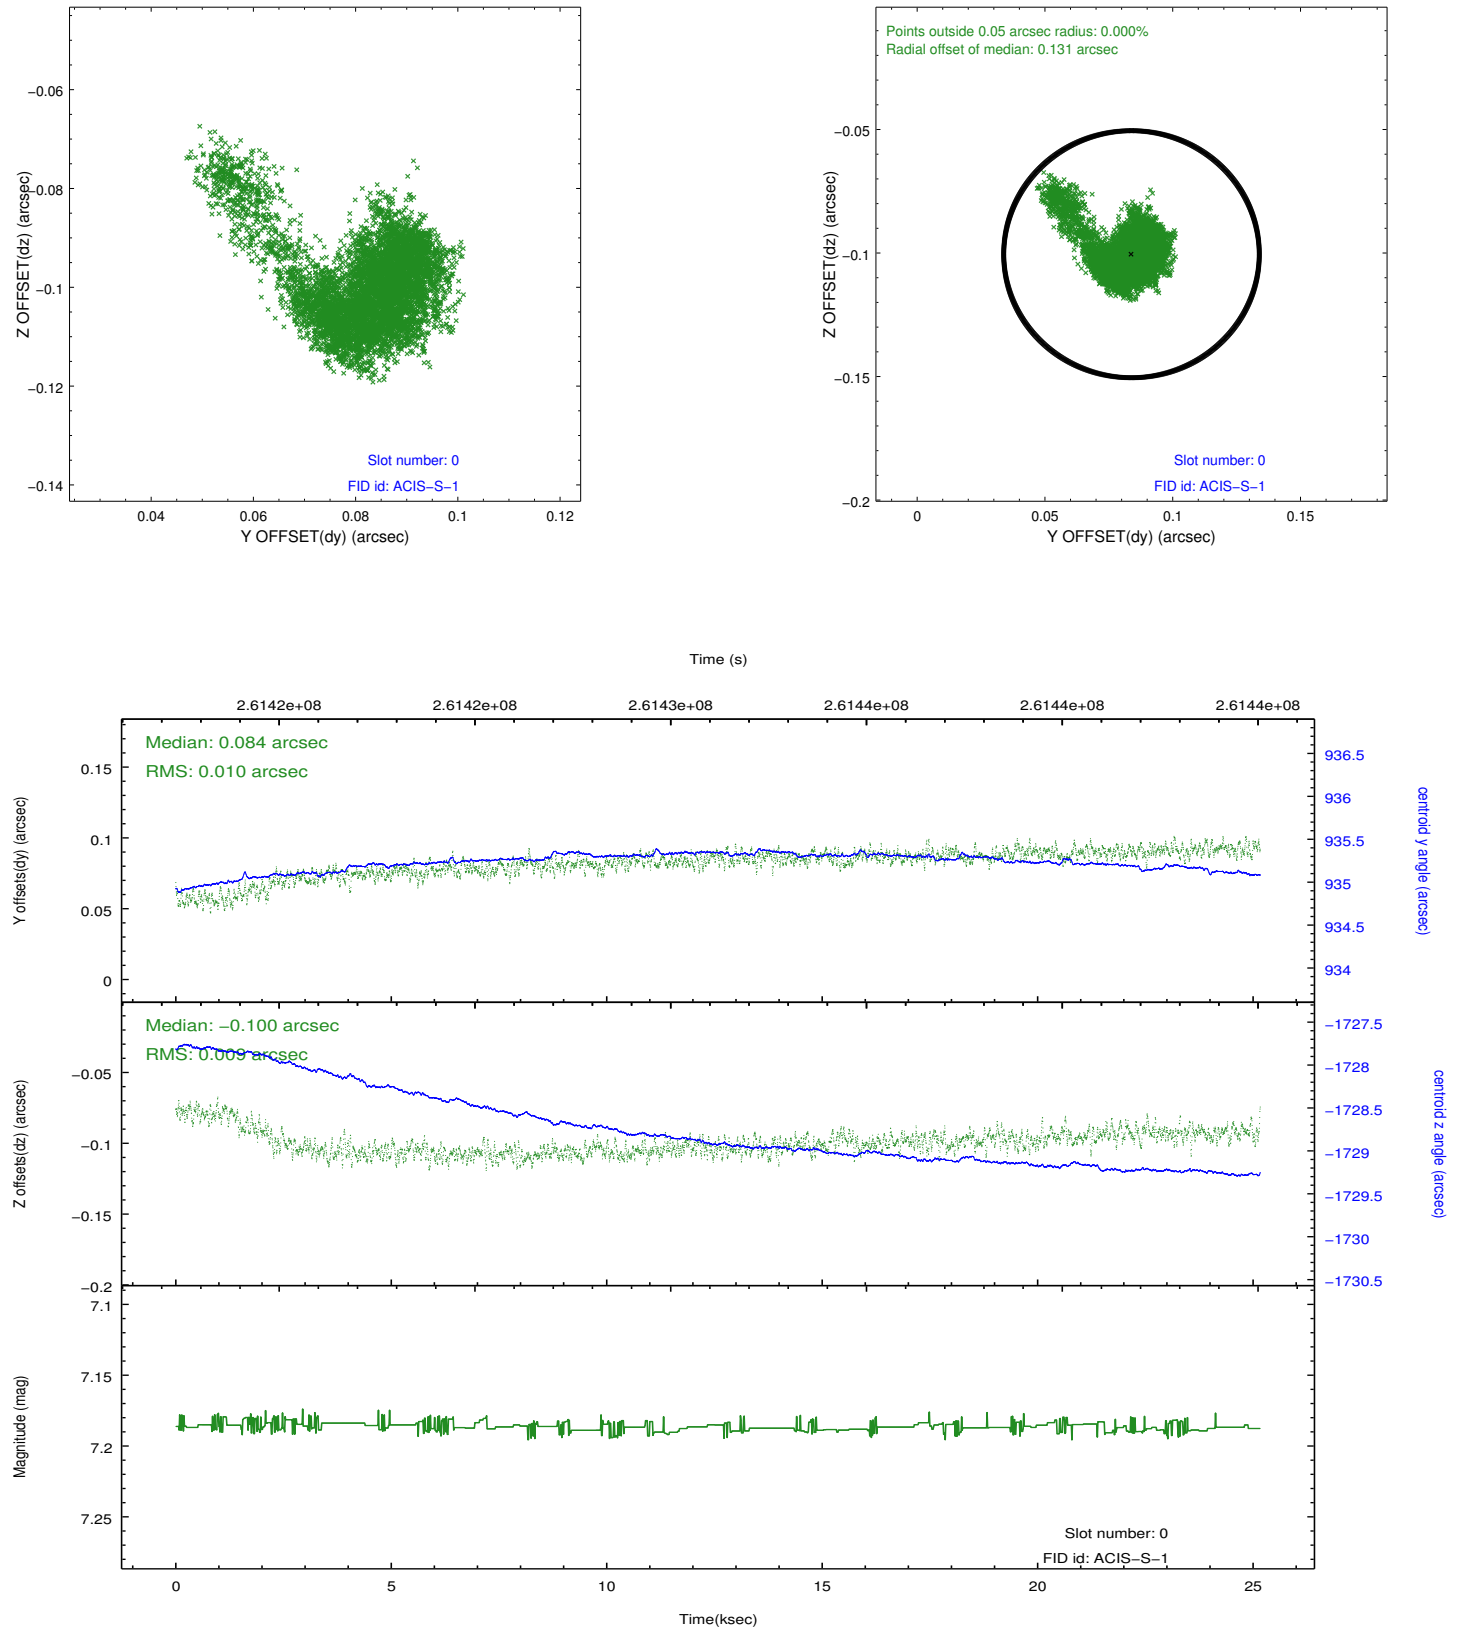 −0.06
−0.08
−0.1
−0.12
−0.14
Z OFFSET(dz) (arcsec)
Slot number: 0
FID id: ACIS−S−1
0.04 0.06 0.08 0.1 0.12
Y OFFSET(dy) (arcsec)
Points outside 0.05 arcsec radius: 0.000%
Radial offset of median: 0.131 arcsec
−0.05
−0.1
−0.15
−0.2
Z OFFSET(dz) (arcsec)
Slot number: 0
FID id: ACIS−S−1
0 0.05 0.1 0.15
Y OFFSET(dy) (arcsec)
Time (s)
2.6142e+08 2.6142e+08 2.6143e+08 2.6144e+08 2.6144e+08 2.6144e+08
Median: 0.084 arcsec
RMS: 0.010 arcsec
0.15
0.1
0.05
0
Y offsets(dy) (arcsec)
936.5
936
935.5
935
934.5
934
centroid y angle (arcsec)
Median: −0.100 arcsec
RMS: 0.009 arcsec
−0.05
−0.1
−0.15
−0.2
Z offsets(dz) (arcsec)
−1727.5
−1728
−1728.5
−1729
−1729.5
−1730
−1730.5
centroid z angle (arcsec)
7.1
7.15
7.2
7.25
Magnitude (mag)
Slot number: 0
FID id: ACIS−S−1
0 5 10 15 20 25
Time(ksec)